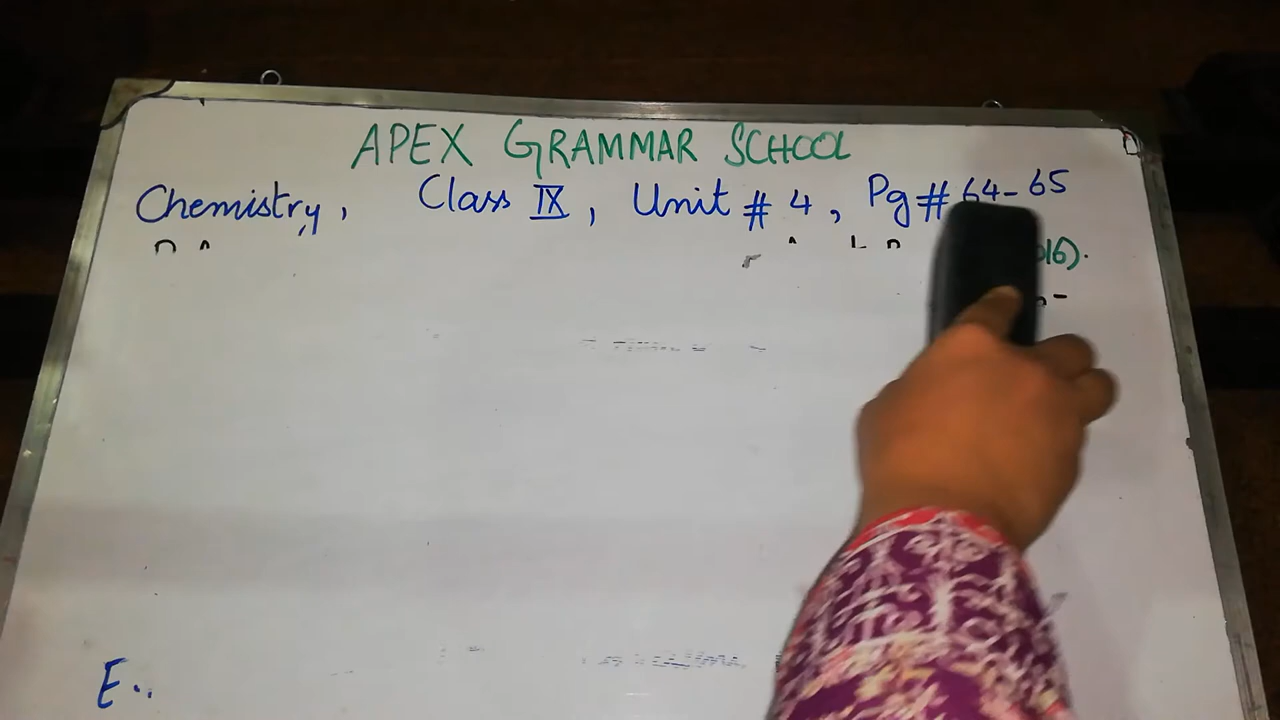 APEX GRAMMAR SCHOOL
Chemistry, Class IX, Unit # 4, Pg # 64-65